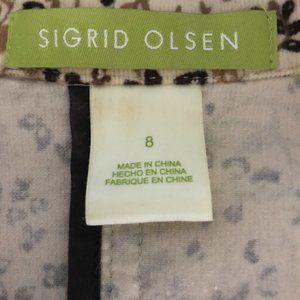 SIGRID OLSEN
8
MADE IN CHINA
HECHO EN CHINA
FABRIQUE EN CHINE